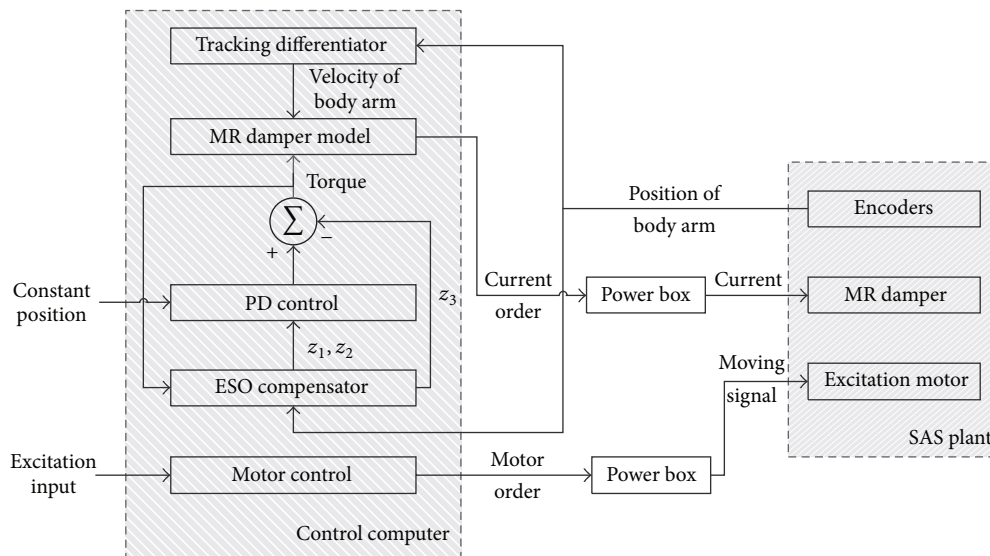 Tracking differentiator
Velocity of
body arm
MR damper model
Torque
∑
+
−
Constant
position
PD control
z3
z1, z2
ESO compensator
Excitation
input
Motor control
Control computer
Position of
body arm
Current
order
Power box
Current
Moving
signal
Motor
order
Power box
Encoders
MR damper
Excitation motor
SAS plant